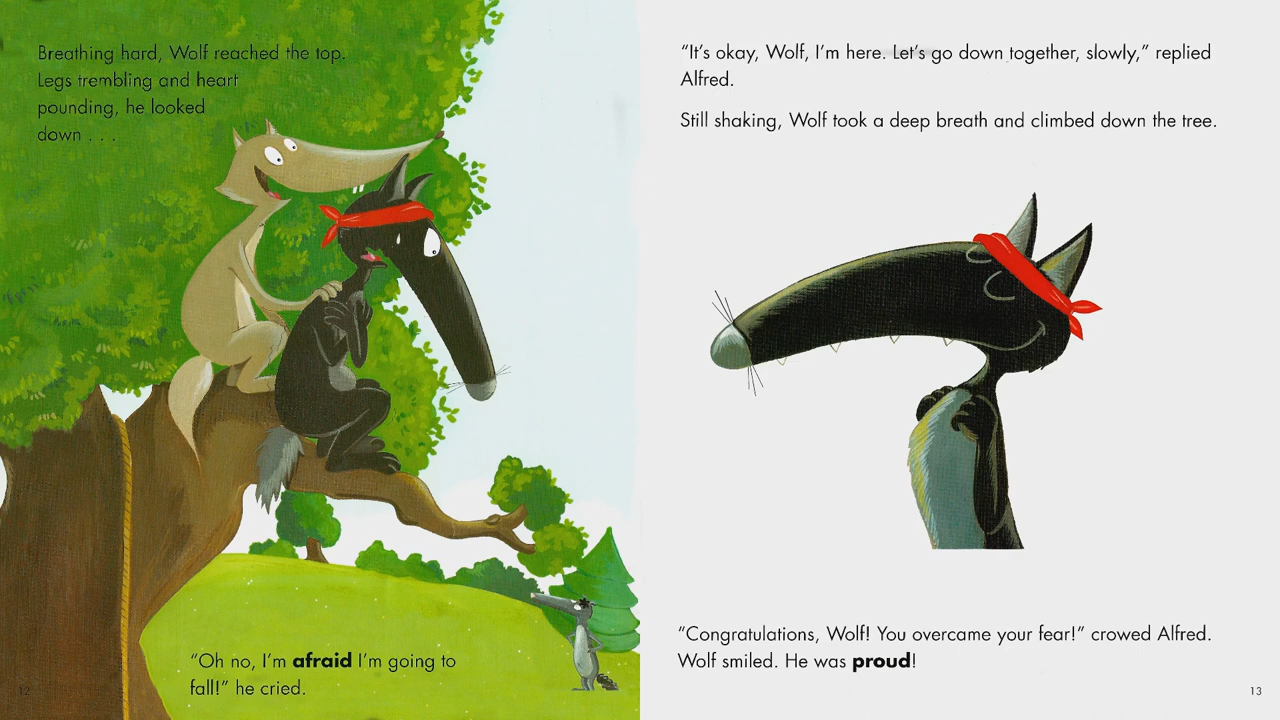 Breathing hard, Wolf reached the top.
Legs trembling and heart
pounding, he looked
down . . .
"Oh no, I'm afraid I'm going to
fall!" he cried.
12
"It's okay, Wolf, I'm here. Let's go down together, slowly," replied
Alfred.
Still shaking, Wolf took a deep breath and climbed down the tree.
"Congratulations, Wolf! You overcame your fear!" crowed Alfred.
Wolf smiled. He was proud!
13